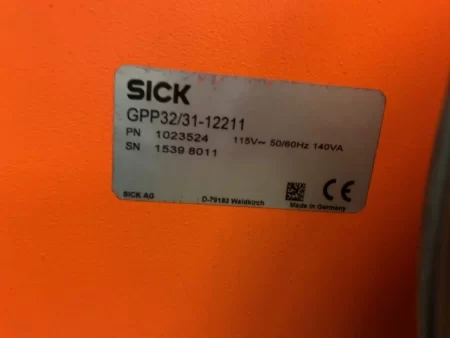 SICK
GPP32/31-12211
PN 1023524 115V~ 50/60Hz 140VA
SN 1539 8011
SICK AG D-79183 Waldkirch Made in Germany
CE